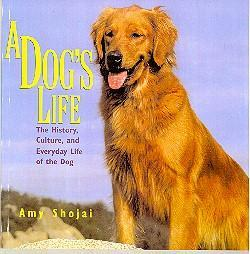 A
DOG'S
LIFE
The History,
Culture, and
Everyday Life
of the Dog
Amy Shojai